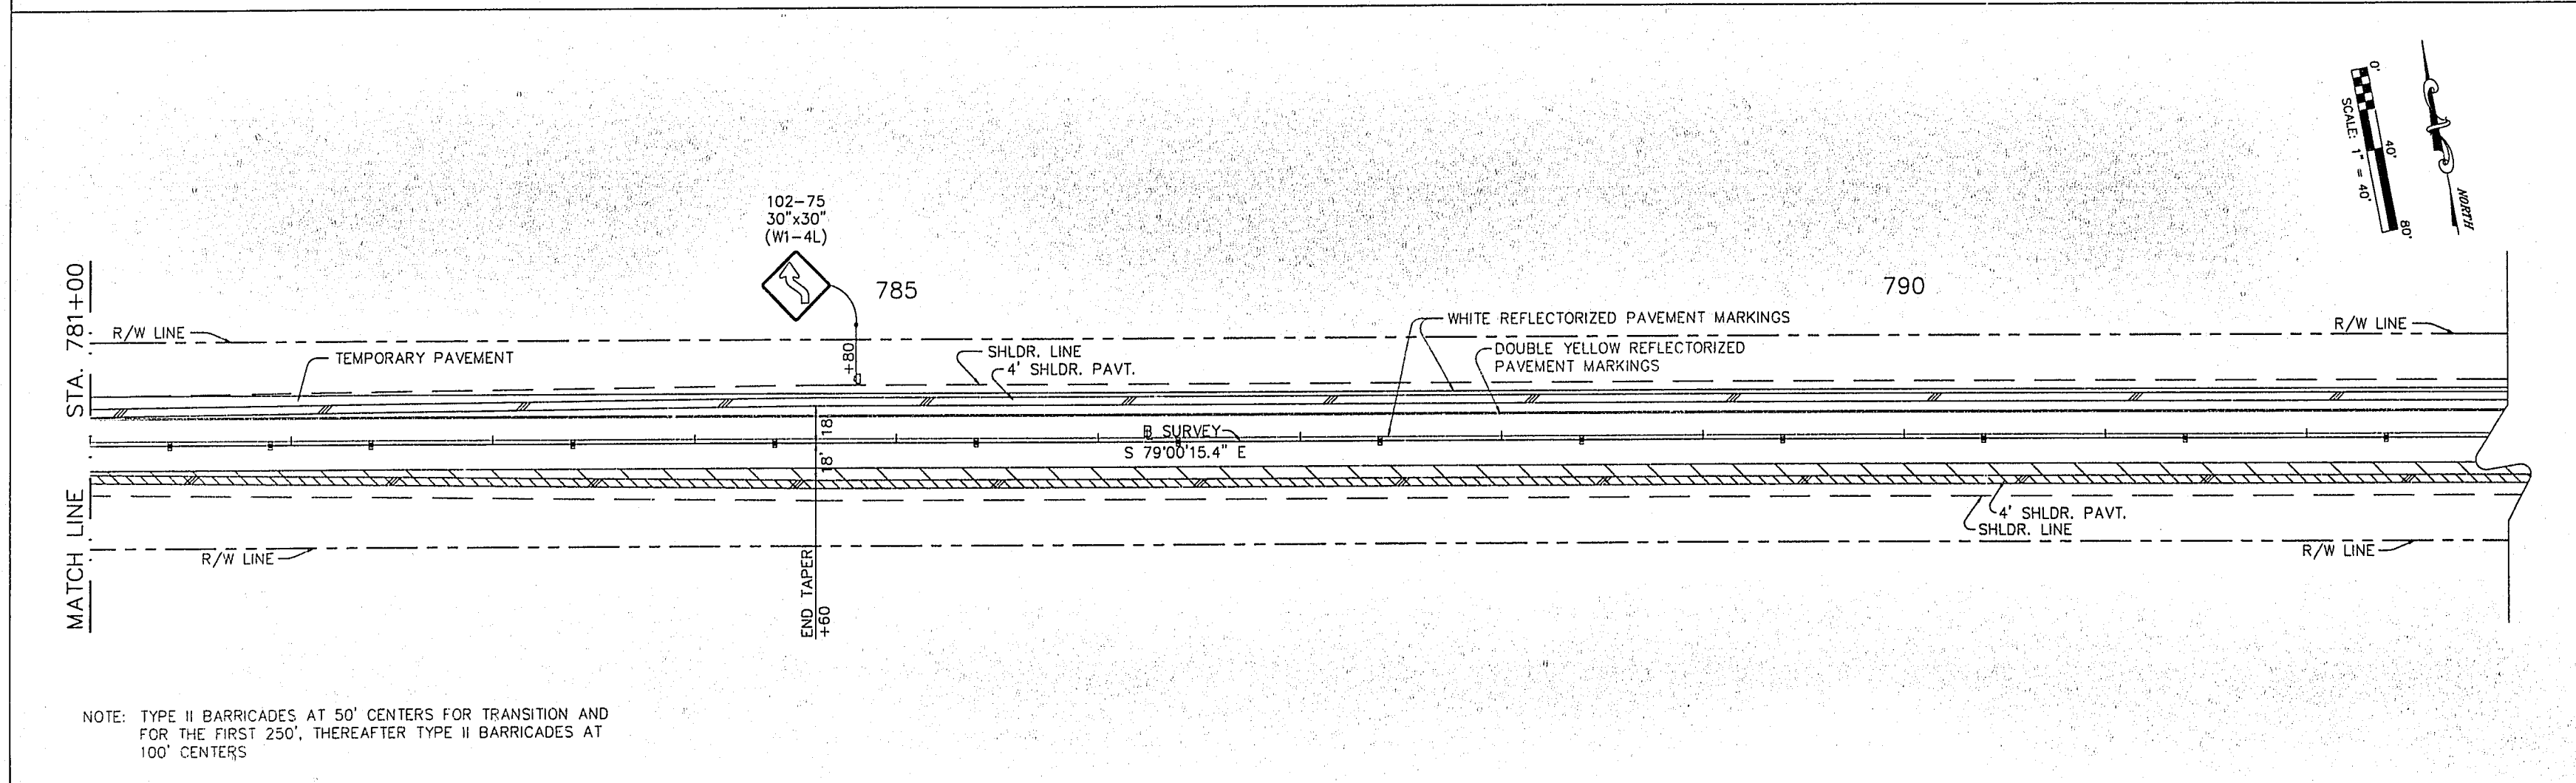 0'
40'
80'
SCALE: 1" = 40'
NORTH
102-75
30"x30"
(W1-4L)
785
790
MATCH LINE STA. 781+00
R/W LINE
TEMPORARY PAVEMENT
+80
SHLDR. LINE
4' SHLDR. PAVT.
WHITE REFLECTORIZED PAVEMENT MARKINGS
DOUBLE YELLOW REFLECTORIZED
PAVEMENT MARKINGS
R/W LINE
18'
18'
B SURVEY
S 79°00'15.4" E
4' SHLDR. PAVT.
SHLDR. LINE
R/W LINE
R/W LINE
END TAPER
+60
NOTE: TYPE II BARRICADES AT 50' CENTERS FOR TRANSITION AND
FOR THE FIRST 250', THEREAFTER TYPE II BARRICADES AT
100' CENTERS